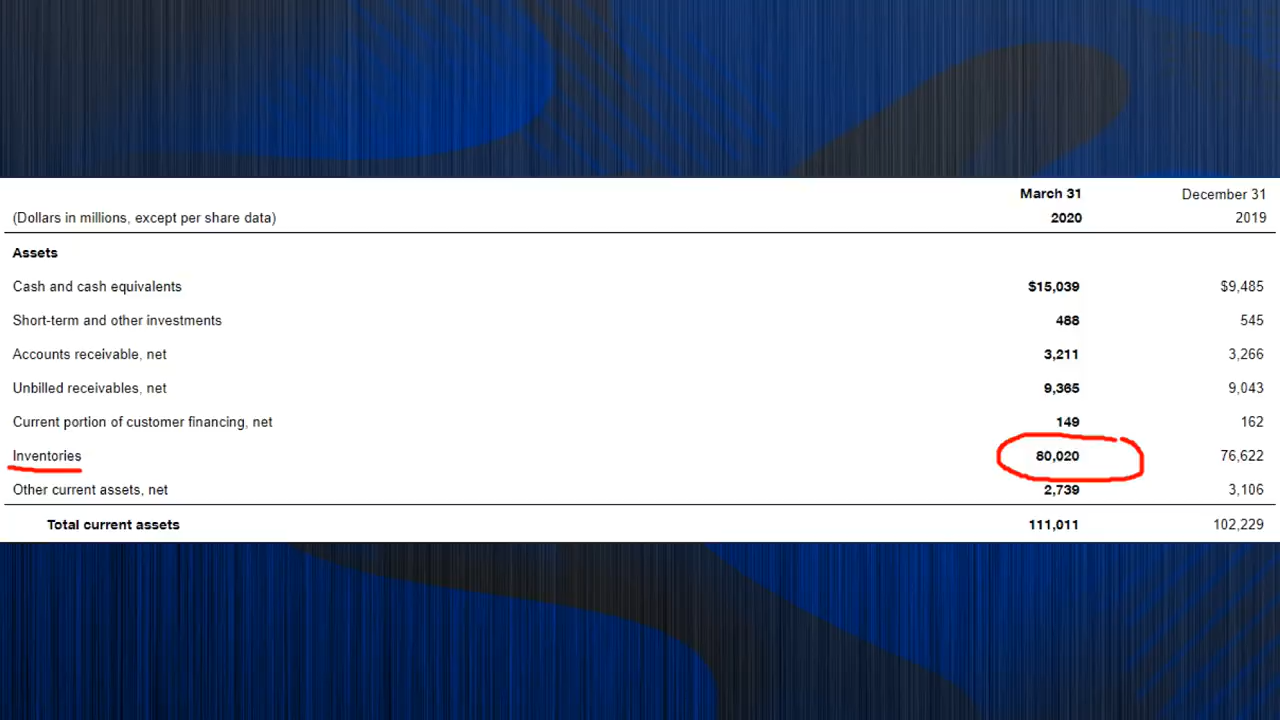 March 31 December 31
(Dollars in millions, except per share data) 2020 2019
Assets
Cash and cash equivalents $15,039 $9,485
Short-term and other investments 488 545
Accounts receivable, net 3,211 3,266
Unbilled receivables, net 9,365 9,043
Current portion of customer financing, net 149 162
Inventories 80,020 76,622
Other current assets, net 2,739 3,106
Total current assets 111,011 102,229